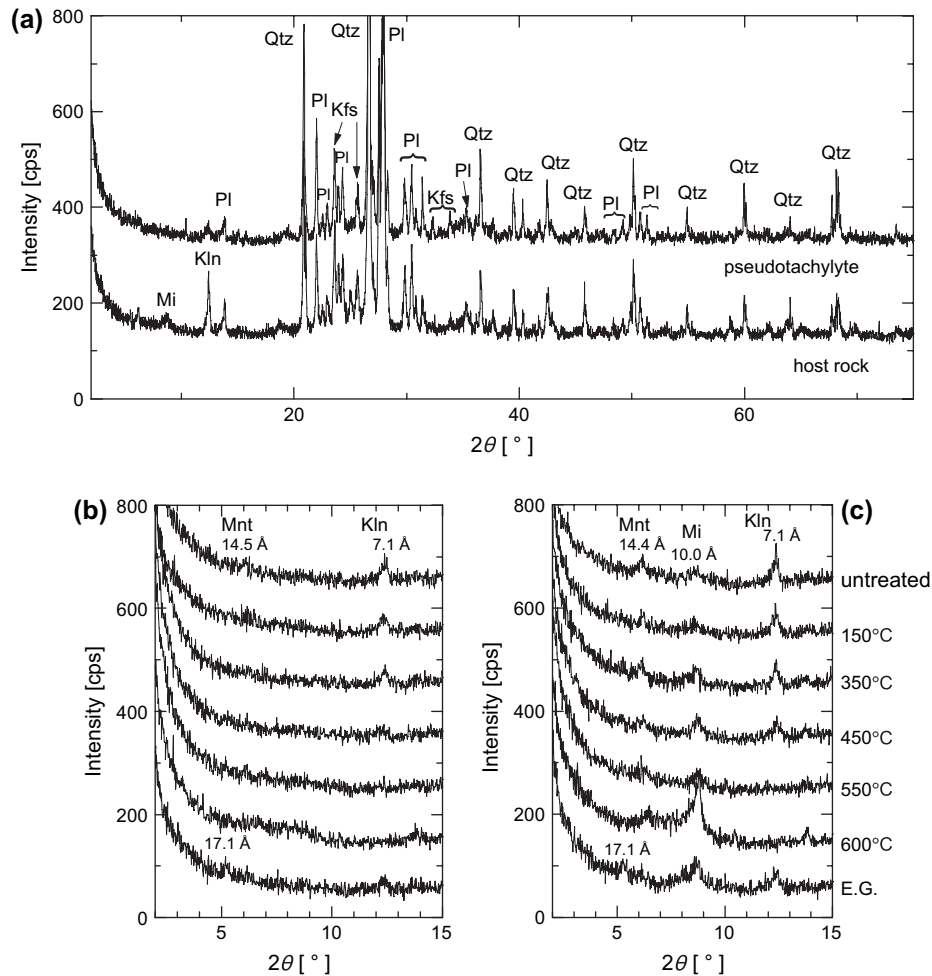 (a)
800
600
400
200
0
Intensity [cps]
Qtz
Qtz
Pl
Pl
Kfs
Pl
Pl
Pl
Pl
Kfs
Pl
Qtz
Qtz
Qtz
Qtz
Qtz
Pl
Pl
Qtz
Qtz
Qtz
Qtz
pseudotachylyte
Mi
Kln
host rock
20
40
60
2θ [ ° ]
(b)
800
600
400
200
0
Intensity [cps]
Mnt
14.5 Å
Kln
7.1 Å
17.1 Å
5
10
15
2θ [ ° ]
(c)
800
600
400
200
0
Intensity [cps]
Mnt
14.4 Å
Mi
10.0 Å
Kln
7.1 Å
17.1 Å
untreated
150°C
350°C
450°C
550°C
600°C
E.G.
5
10
15
2θ [ ° ]